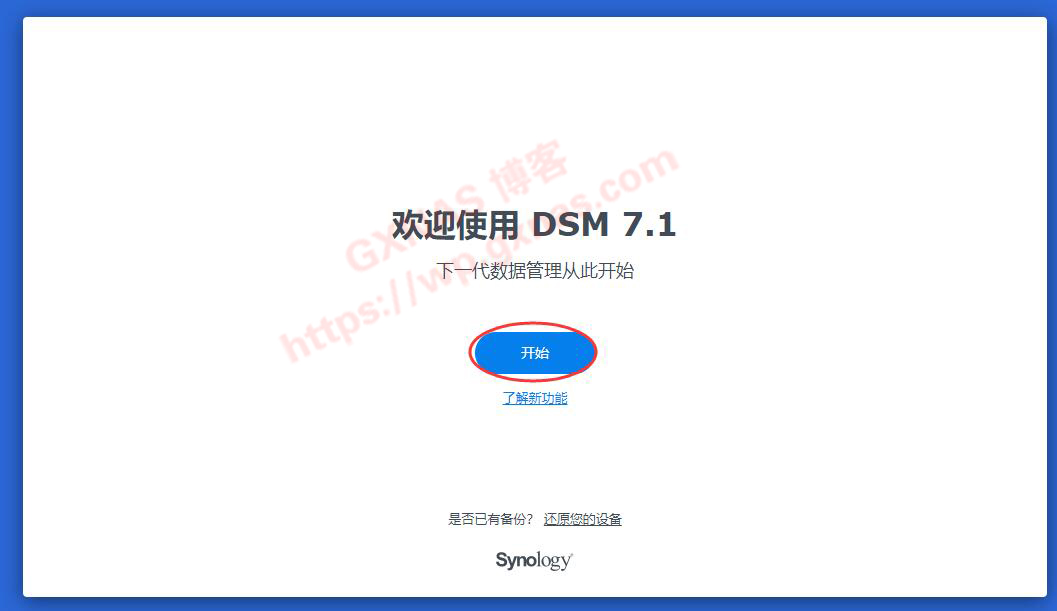 GXNAS 博客
https://wp.gxnas.com
欢迎使用 DSM 7.1
下一代数据管理从此开始
开始
了解新功能
是否已有备份? 还原您的设备
Synology